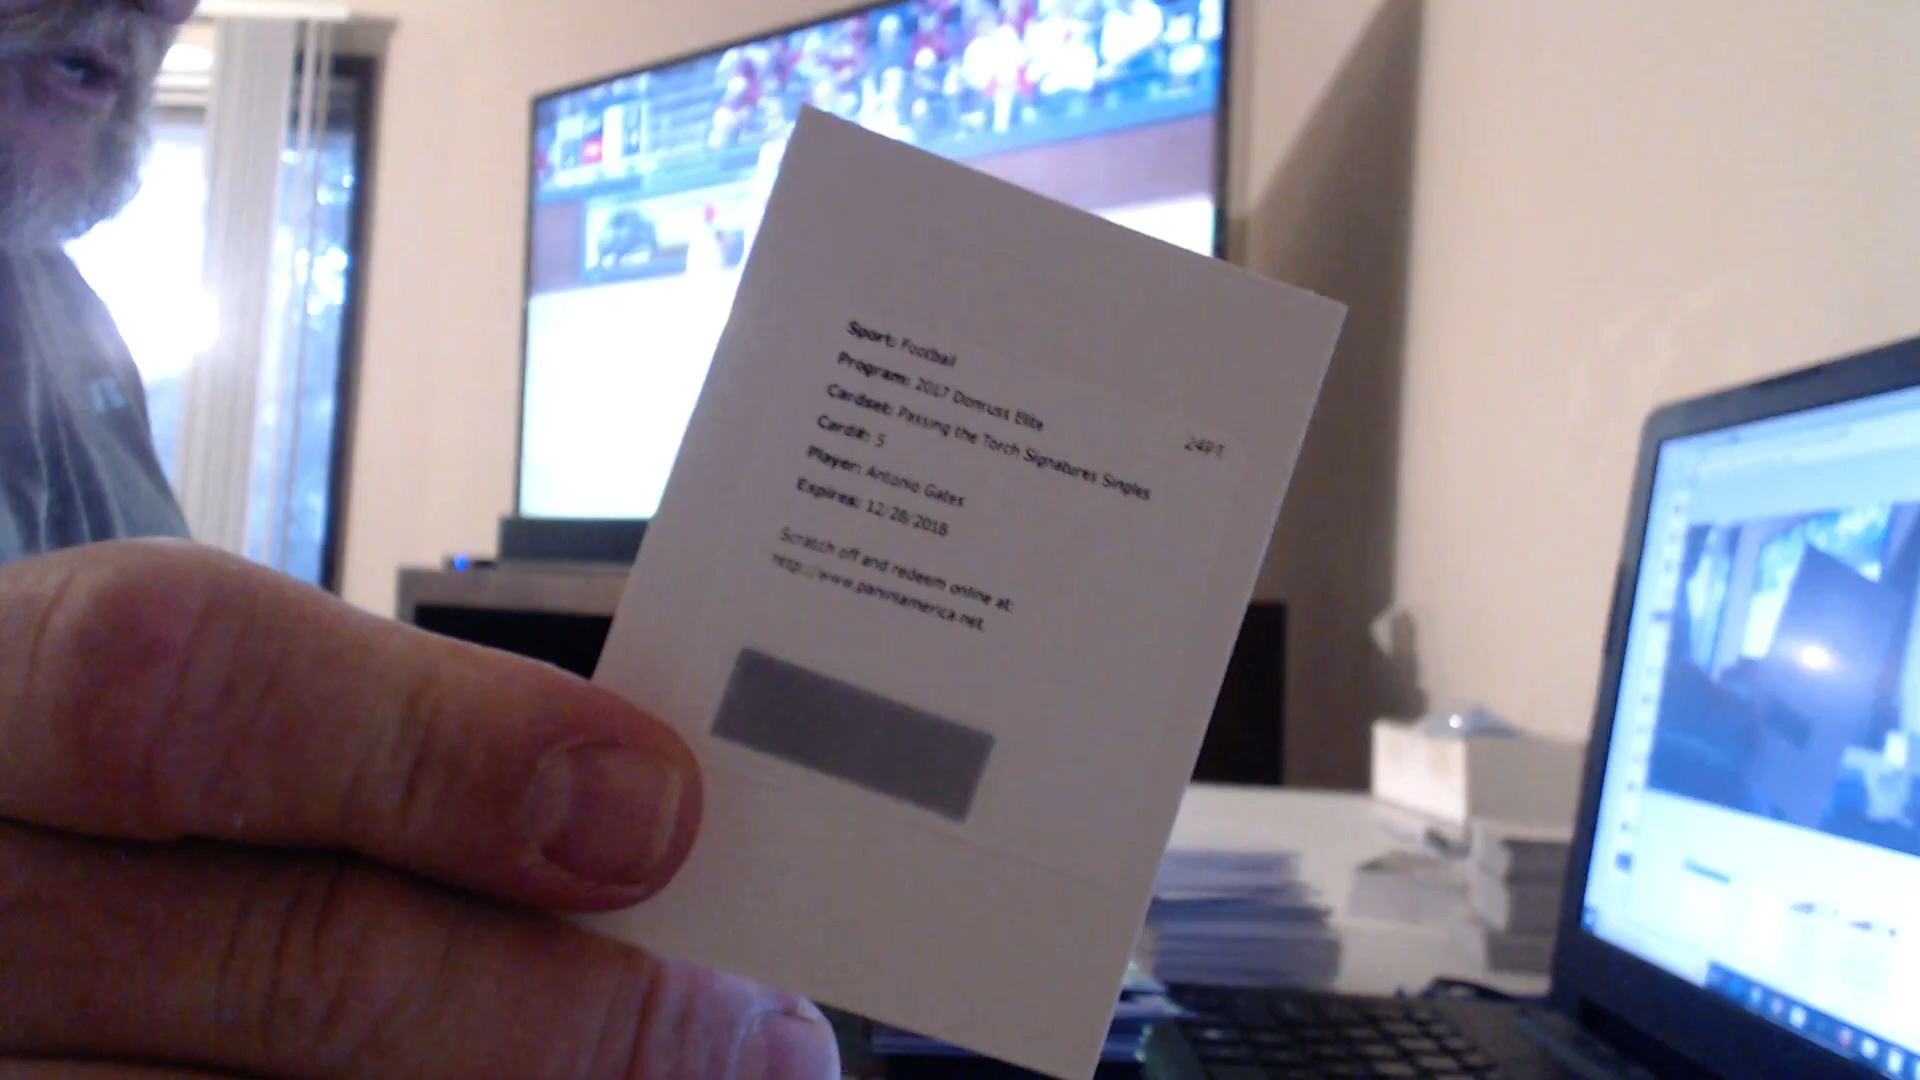 Sport: Football
Program: 2017 Donruss Elite
Cardset: Passing the Torch Signatures Singles
24PT
Card#: 5
Player: Antonio Gates
Expires: 12/28/2018
Scratch off and redeem online at:
http://www.paniniamerica.net